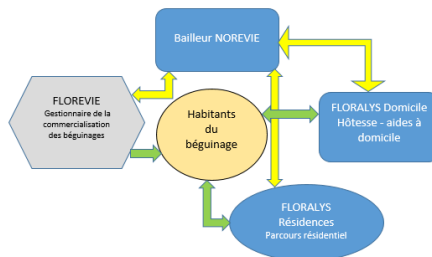 Bailleur NOREVIE
FLOREVIE
Gestionnaire de la
commercialisation
des béguinages
Habitants
du
béguinage
FLORALYS Domicile
Hôtesse - aides à
domicile
FLORALYS
Résidences
Parcours résidentiel